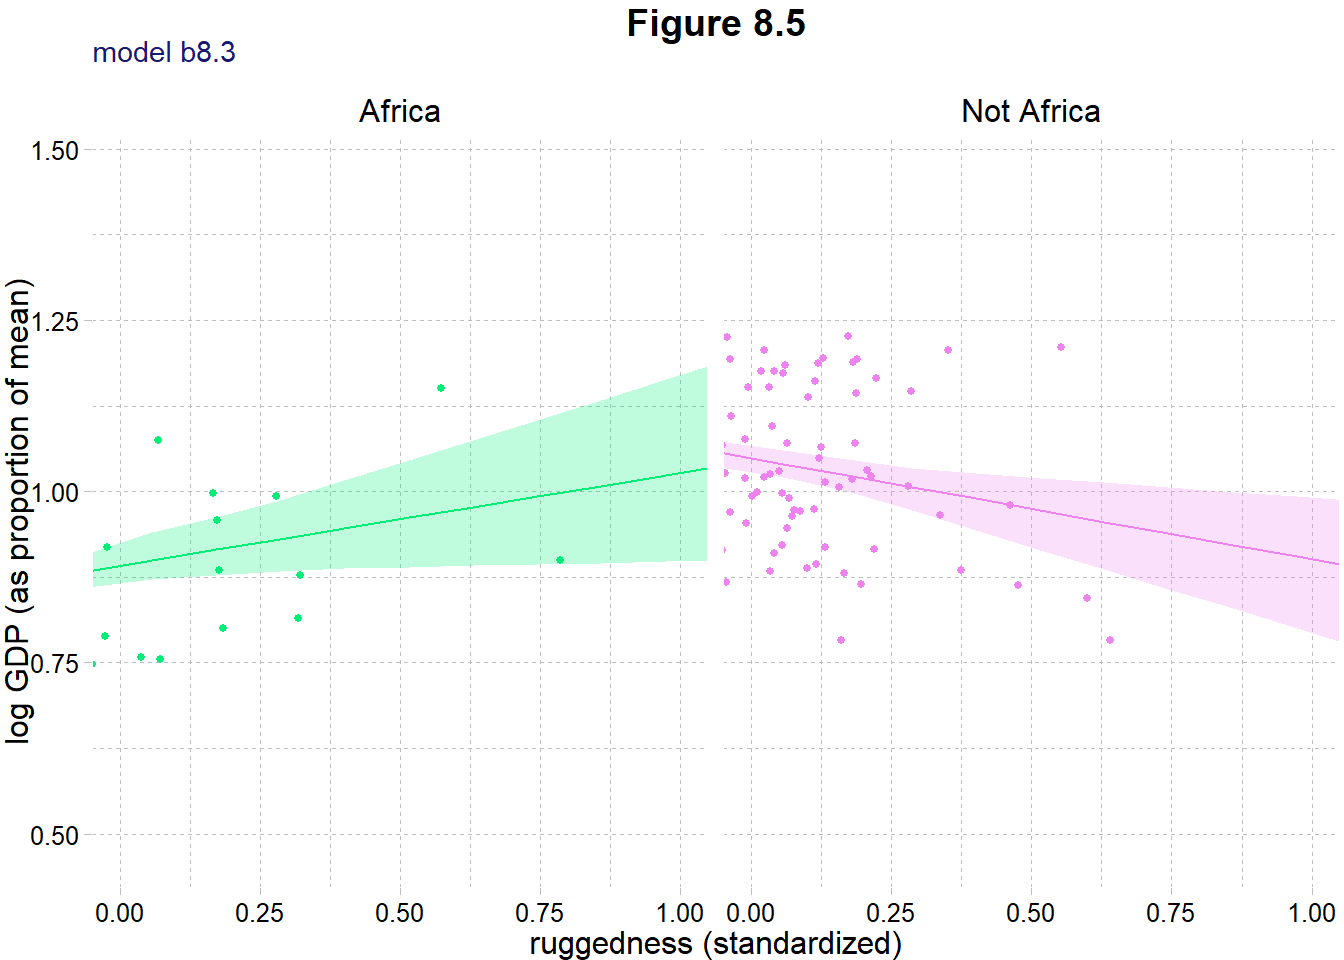 Figure 8.5
model b8.3
Africa
Not Africa
log GDP (as proportion of mean)
1.50
1.25
1.00
0.75
0.50
0.00 0.25 0.50 0.75 1.00 0.00 0.25 0.50 0.75 1.00
ruggedness (standardized)